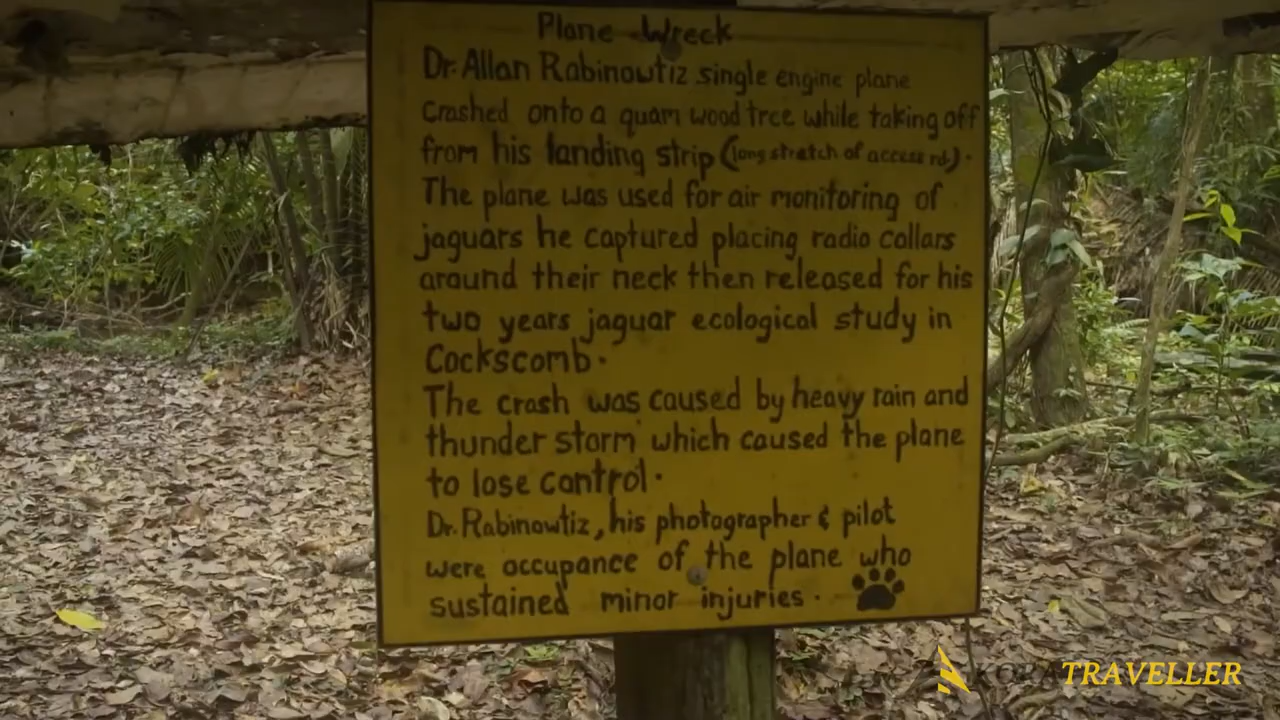 Plane Wreck
Dr. Allan Rabinowtiz single engine plane
crashed onto a quam wood tree while taking off
from his landing strip (long stretch of access rd.).
The plane was used for air monitoring of
jaguars he captured placing radio collars
around their neck then released for his
two years jaguar ecological study in
Cockscomb.
The crash was caused by heavy rain and
thunder storm which caused the plane
to lose control.
Dr. Rabinowtiz, his photographer & pilot
were occupance of the plane who
sustained minor injuries.
TRAVELLER